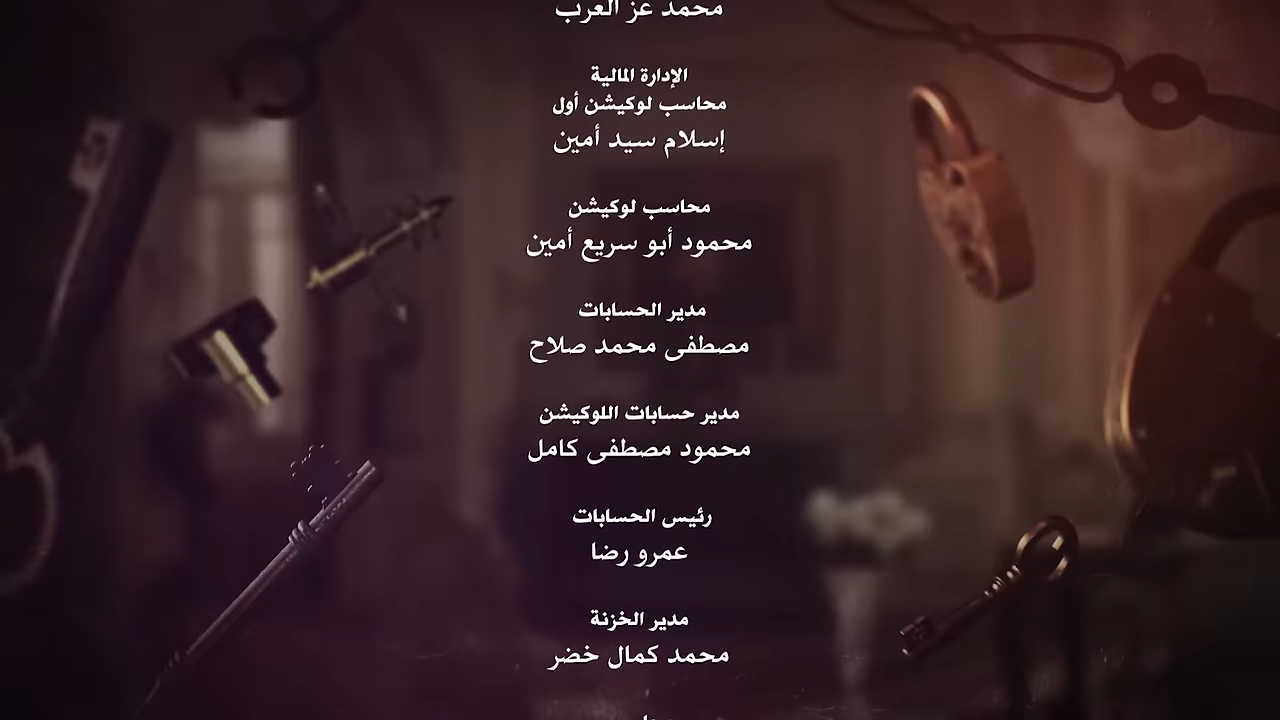 محمد عز العرب
الإدارة المالية
محاسب لوكيشن أول
إسلام سيد أمين
محاسب لوكيشن
محمود أبو سريع أمين
مدير الحسابات
مصطفى محمد صلاح
مدير حسابات اللوكيشن
محمود مصطفى كامل
رئيس الحسابات
عمرو رضا
مدير الخزنة
محمد كمال خضر